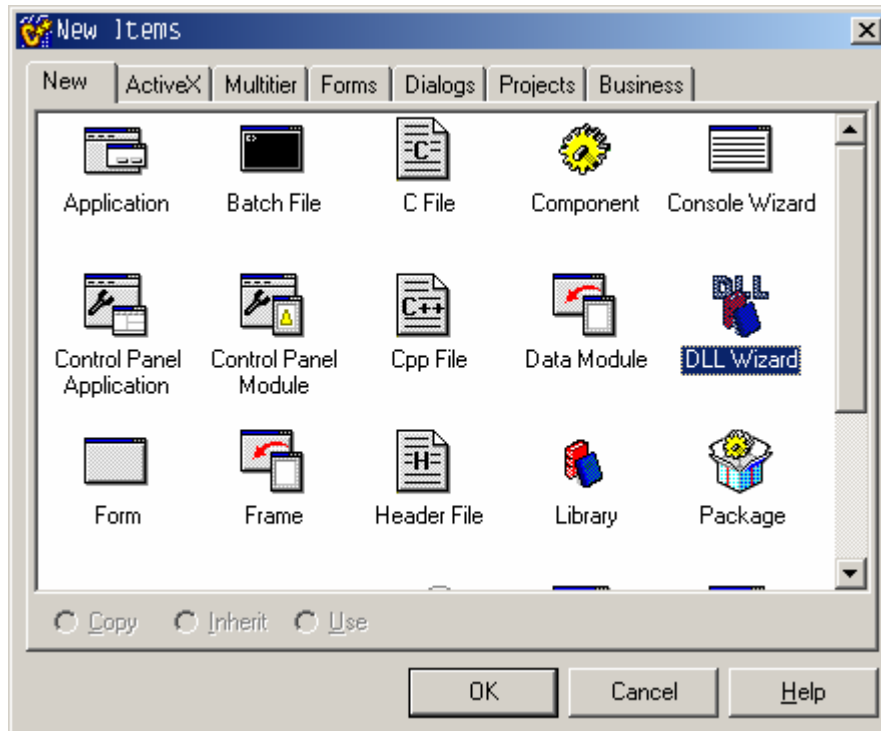 New Items
New ActiveX Multitier Forms Dialogs Projects Business
Application Batch File C File Component Console Wizard
Control Panel Application Control Panel Module Cpp File Data Module DLL Wizard
Form Frame Header File Library Package
Copy Inherit Use
OK Cancel Help